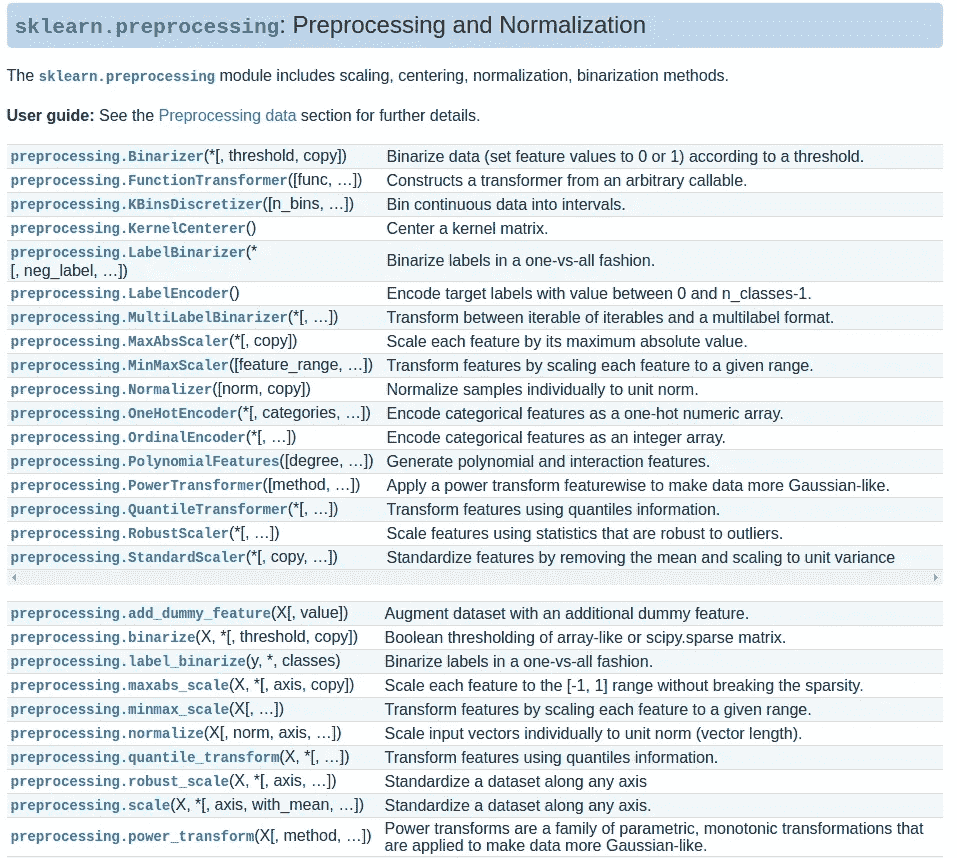 sklearn.preprocessing: Preprocessing and Normalization
The sklearn.preprocessing module includes scaling, centering, normalization, binarization methods.
User guide: See the Preprocessing data section for further details.
preprocessing.Binarizer(*[, threshold, copy]) Binarize data (set feature values to 0 or 1) according to a threshold.
preprocessing.FunctionTransformer([func, …]) Constructs a transformer from an arbitrary callable.
preprocessing.KBinsDiscretizer([n_bins, …]) Bin continuous data into intervals.
preprocessing.KernelCenterer() Center a kernel matrix.
preprocessing.LabelBinarizer(*
[, neg_label, …]) Binarize labels in a one-vs-all fashion.
preprocessing.LabelEncoder() Encode target labels with value between 0 and n_classes-1.
preprocessing.MultiLabelBinarizer(*[, …]) Transform between iterable of iterables and a multilabel format.
preprocessing.MaxAbsScaler(*[, copy]) Scale each feature by its maximum absolute value.
preprocessing.MinMaxScaler([feature_range, …]) Transform features by scaling each feature to a given range.
preprocessing.Normalizer([norm, copy]) Normalize samples individually to unit norm.
preprocessing.OneHotEncoder(*[, categories, …]) Encode categorical features as a one-hot numeric array.
preprocessing.OrdinalEncoder(*[, …]) Encode categorical features as an integer array.
preprocessing.PolynomialFeatures([degree, …]) Generate polynomial and interaction features.
preprocessing.PowerTransformer([method, …]) Apply a power transform featurewise to make data more Gaussian-like.
preprocessing.QuantileTransformer(*[, …]) Transform features using quantiles information.
preprocessing.RobustScaler(*[, …]) Scale features using statistics that are robust to outliers.
preprocessing.StandardScaler(*[, copy, …]) Standardize features by removing the mean and scaling to unit variance
preprocessing.add_dummy_feature(X[, value]) Augment dataset with an additional dummy feature.
preprocessing.binarize(X, *[, threshold, copy]) Boolean thresholding of array-like or scipy.sparse matrix.
preprocessing.label_binarize(y, *, classes) Binarize labels in a one-vs-all fashion.
preprocessing.maxabs_scale(X, *[, axis, copy]) Scale each feature to the [-1, 1] range without breaking the sparsity.
preprocessing.minmax_scale(X[, …]) Transform features by scaling each feature to a given range.
preprocessing.normalize(X[, norm, axis, …]) Scale input vectors individually to unit norm (vector length).
preprocessing.quantile_transform(X, *[, …]) Transform features using quantiles information.
preprocessing.robust_scale(X, *[, axis, …]) Standardize a dataset along any axis
preprocessing.scale(X, *[, axis, with_mean, …]) Standardize a dataset along any axis.
preprocessing.power_transform(X[, method, …]) Power transforms are a family of parametric, monotonic transformations that
are applied to make data more Gaussian-like.